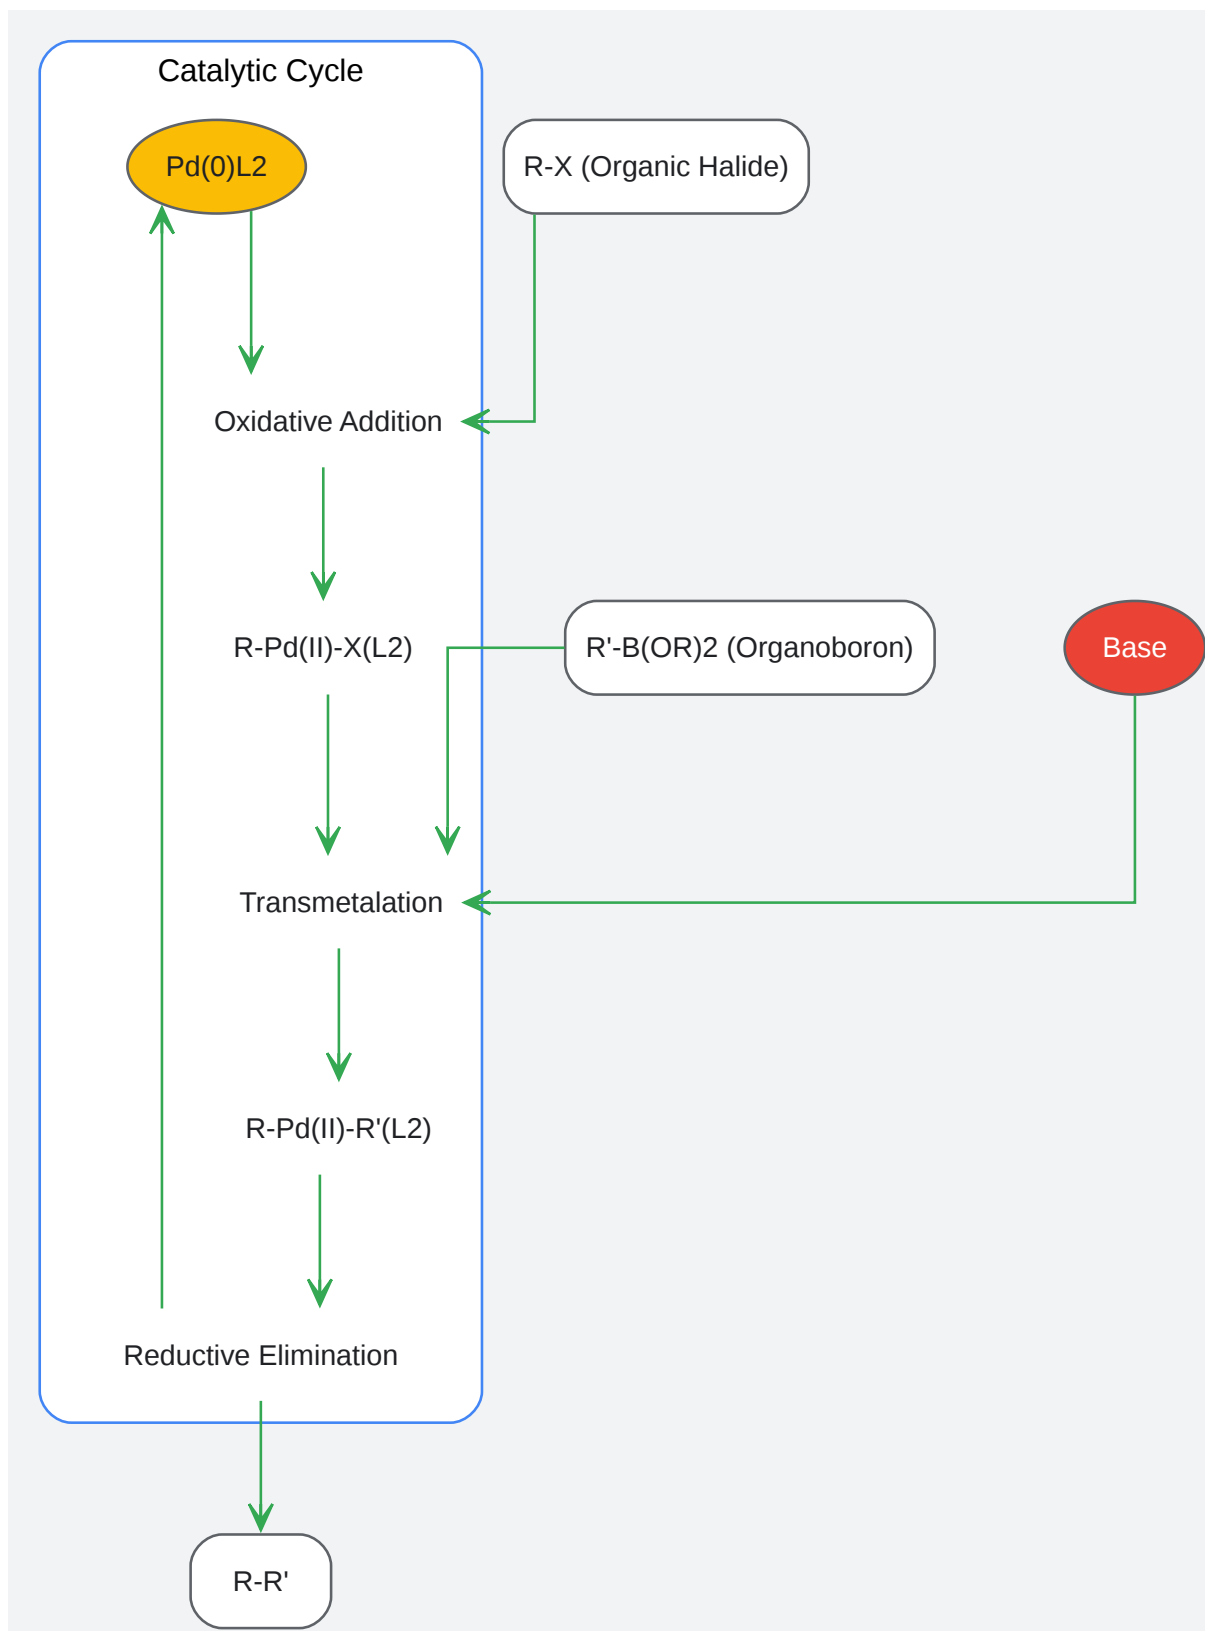 Catalytic Cycle
Pd(0)L2
R-X (Organic Halide)
Oxidative Addition
R-Pd(II)-X(L2)
R'-B(OR)2 (Organoboron)
Base
Transmetalation
R-Pd(II)-R'(L2)
Reductive Elimination
R-R'